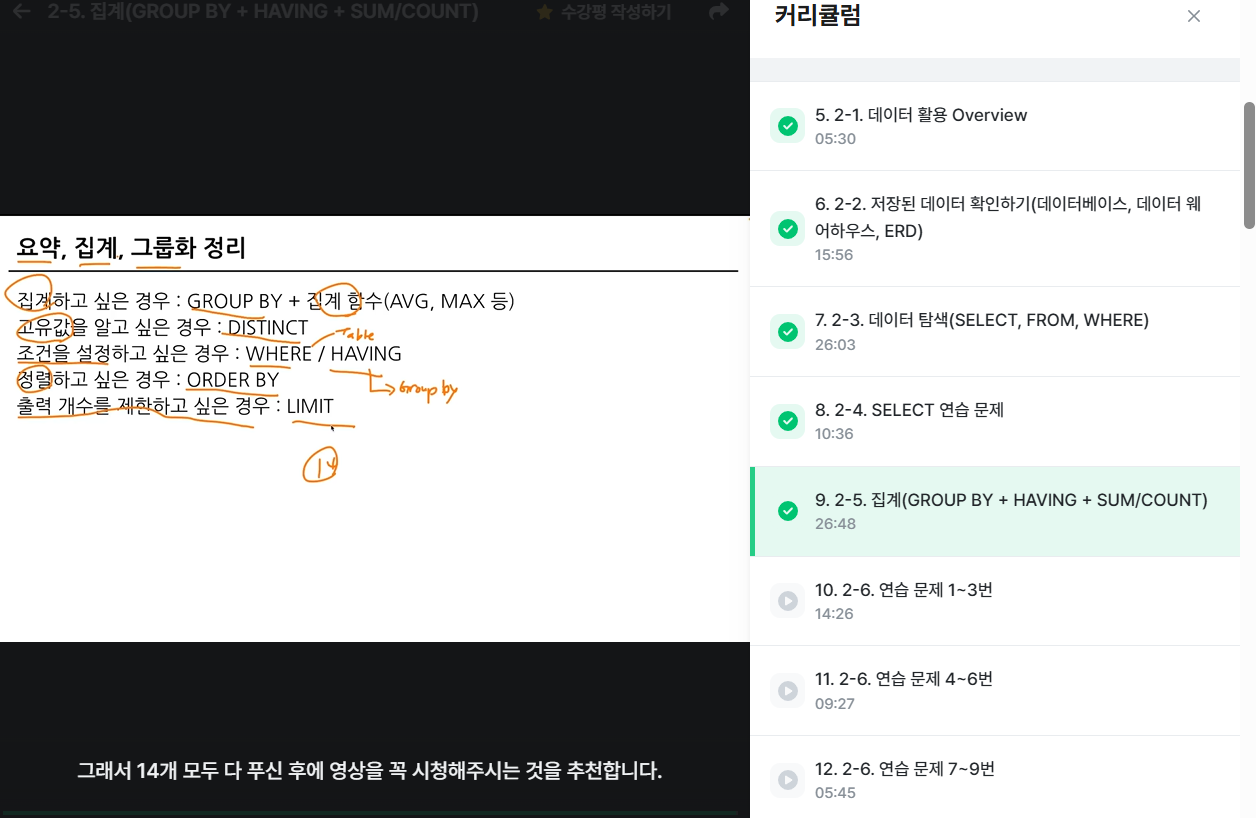 2-5. 집계(GROUP BY + HAVING + SUM/COUNT)
수강평 작성하기
요약, 집계, 그룹화 정리
집계하고 싶은 경우 : GROUP BY + 집계 함수(AVG, MAX 등)
고유값을 알고 싶은 경우 : DISTINCT
Table
조건을 설정하고 싶은 경우 : WHERE / HAVING
정렬하고 싶은 경우 : ORDER BY
Group by
출력 개수를 제한하고 싶은 경우 : LIMIT
14
그래서 14개 모두 다 푸신 후에 영상을 꼭 시청해주시는 것을 추천합니다.
커리큘럼
5. 2-1. 데이터 활용 Overview
05:30
6. 2-2. 저장된 데이터 확인하기(데이터베이스, 데이터 웨
어하우스, ERD)
15:56
7. 2-3. 데이터 탐색(SELECT, FROM, WHERE)
26:03
8. 2-4. SELECT 연습 문제
10:36
9. 2-5. 집계(GROUP BY + HAVING + SUM/COUNT)
26:48
10. 2-6. 연습 문제 1~3번
14:26
11. 2-6. 연습 문제 4~6번
09:27
12. 2-6. 연습 문제 7~9번
05:45